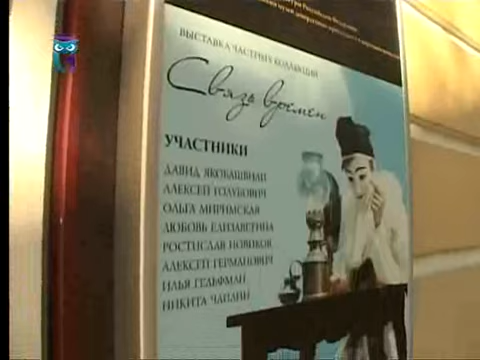 ВЫСТАВКА ЧАСТНЫХ КОЛЛЕКЦИЙ
Связь времен
УЧАСТНИКИ
ДАВИД ЯКОБАШВИЛИ
АЛЕКСЕЙ ГОЛУБОВИЧ
ОЛЬГА МИРИМСКАЯ
ЛЮБОВЬ ЕЛИЗАВЕТИНА
РОСТИСЛАВ НОВИКОВ
АЛЕКСЕЙ ГЕРМАНОВИЧ
ИЛЬЯ ГЕЛЬФМАН
НИКИТА ЧАПЛИН